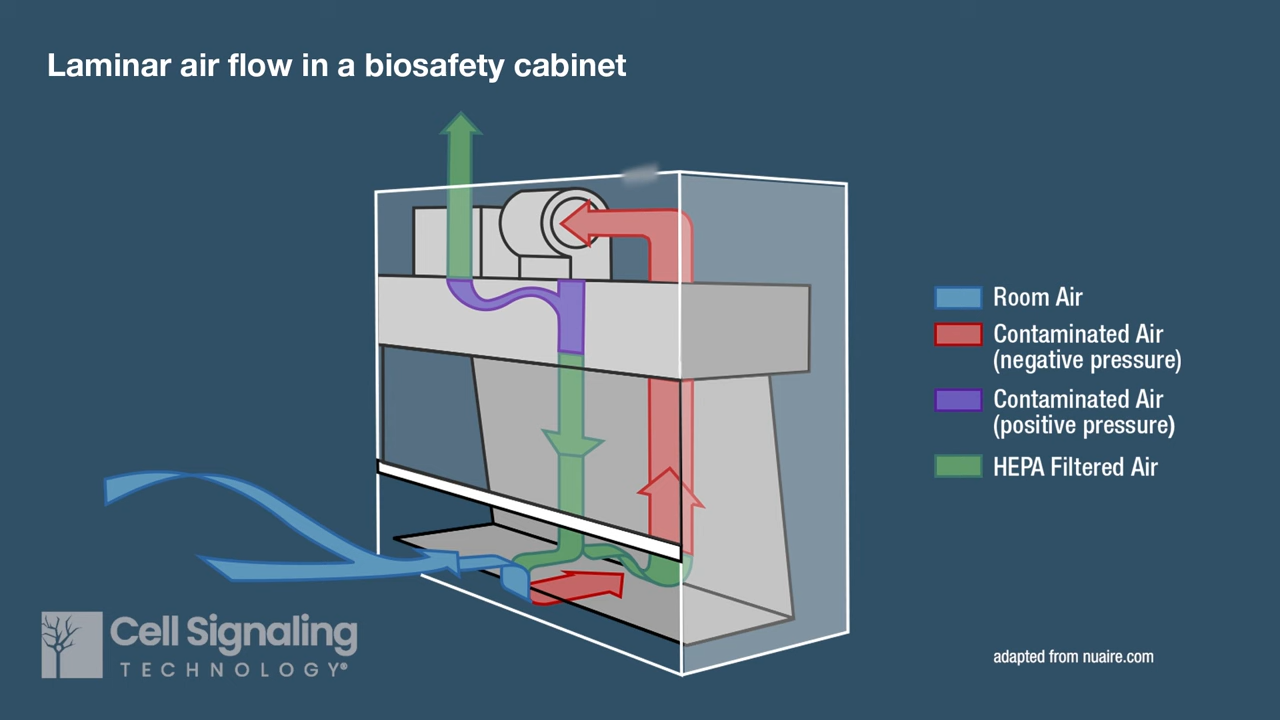 Laminar air flow in a biosafety cabinet
Room Air
Contaminated Air
(negative pressure)
Contaminated Air
(positive pressure)
HEPA Filtered Air
Cell Signaling
TECHNOLOGY®
adapted from nuaire.com